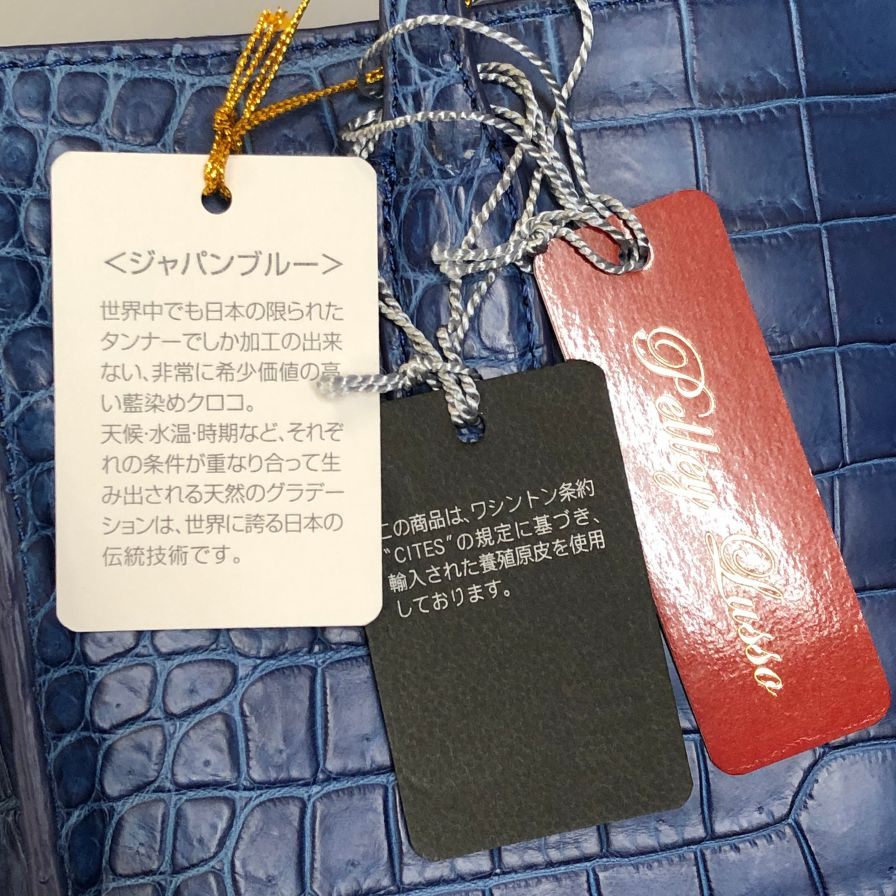 ＜ジャパンブルー＞
世界中でも日本の限られた
タンナーでしか加工の出来
ない、非常に希少価値の高
い藍染めクロコ。
天候・水温・時期など、それぞ
れの条件が重なり合って生
み出される天然のグラデー
ションは、世界に誇る日本の
伝統技術です。
この商品は、ワシントン条約
“CITES”の規定に基づき、
輸入された養殖原皮を使用
しております。
Pelley Lusso